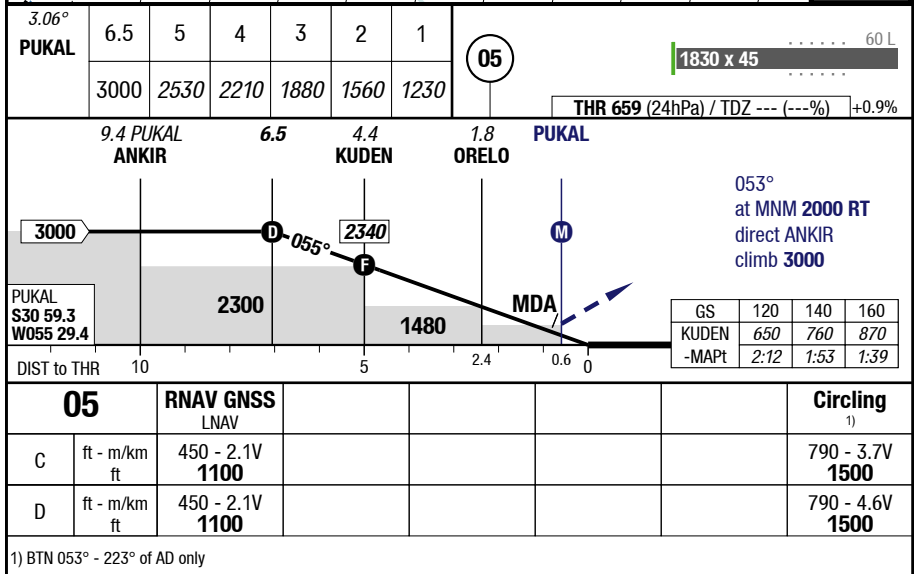 3.06°
PUKAL
6.5 5 4 3 2 1
3000 2530 2210 1880 1560 1230
05
60 L
1830 x 45
THR 659 (24hPa) / TDZ --- (---%) +0.9%
9.4 PUKAL 6.5 4.4 1.8 PUKAL
ANKIR KUDEN ORELO
053°
at MNM 2000 RT
direct ANKIR
climb 3000
3000 D 055° 2340 M
F
PUKAL
S30 59.3
W055 29.4
2300 1480 MDA
GS 120 140 160
KUDEN 650 760 870
-MAPt 2:12 1:53 1:39
DIST to THR 10 5 2.4 0.6 0
05 RNAV GNSS Circling
LNAV 1)
C ft - m/km 450 - 2.1V 790 - 3.7V
ft 1100 1500
D ft - m/km 450 - 2.1V 790 - 4.6V
ft 1100 1500
1) BTN 053° - 223° of AD only